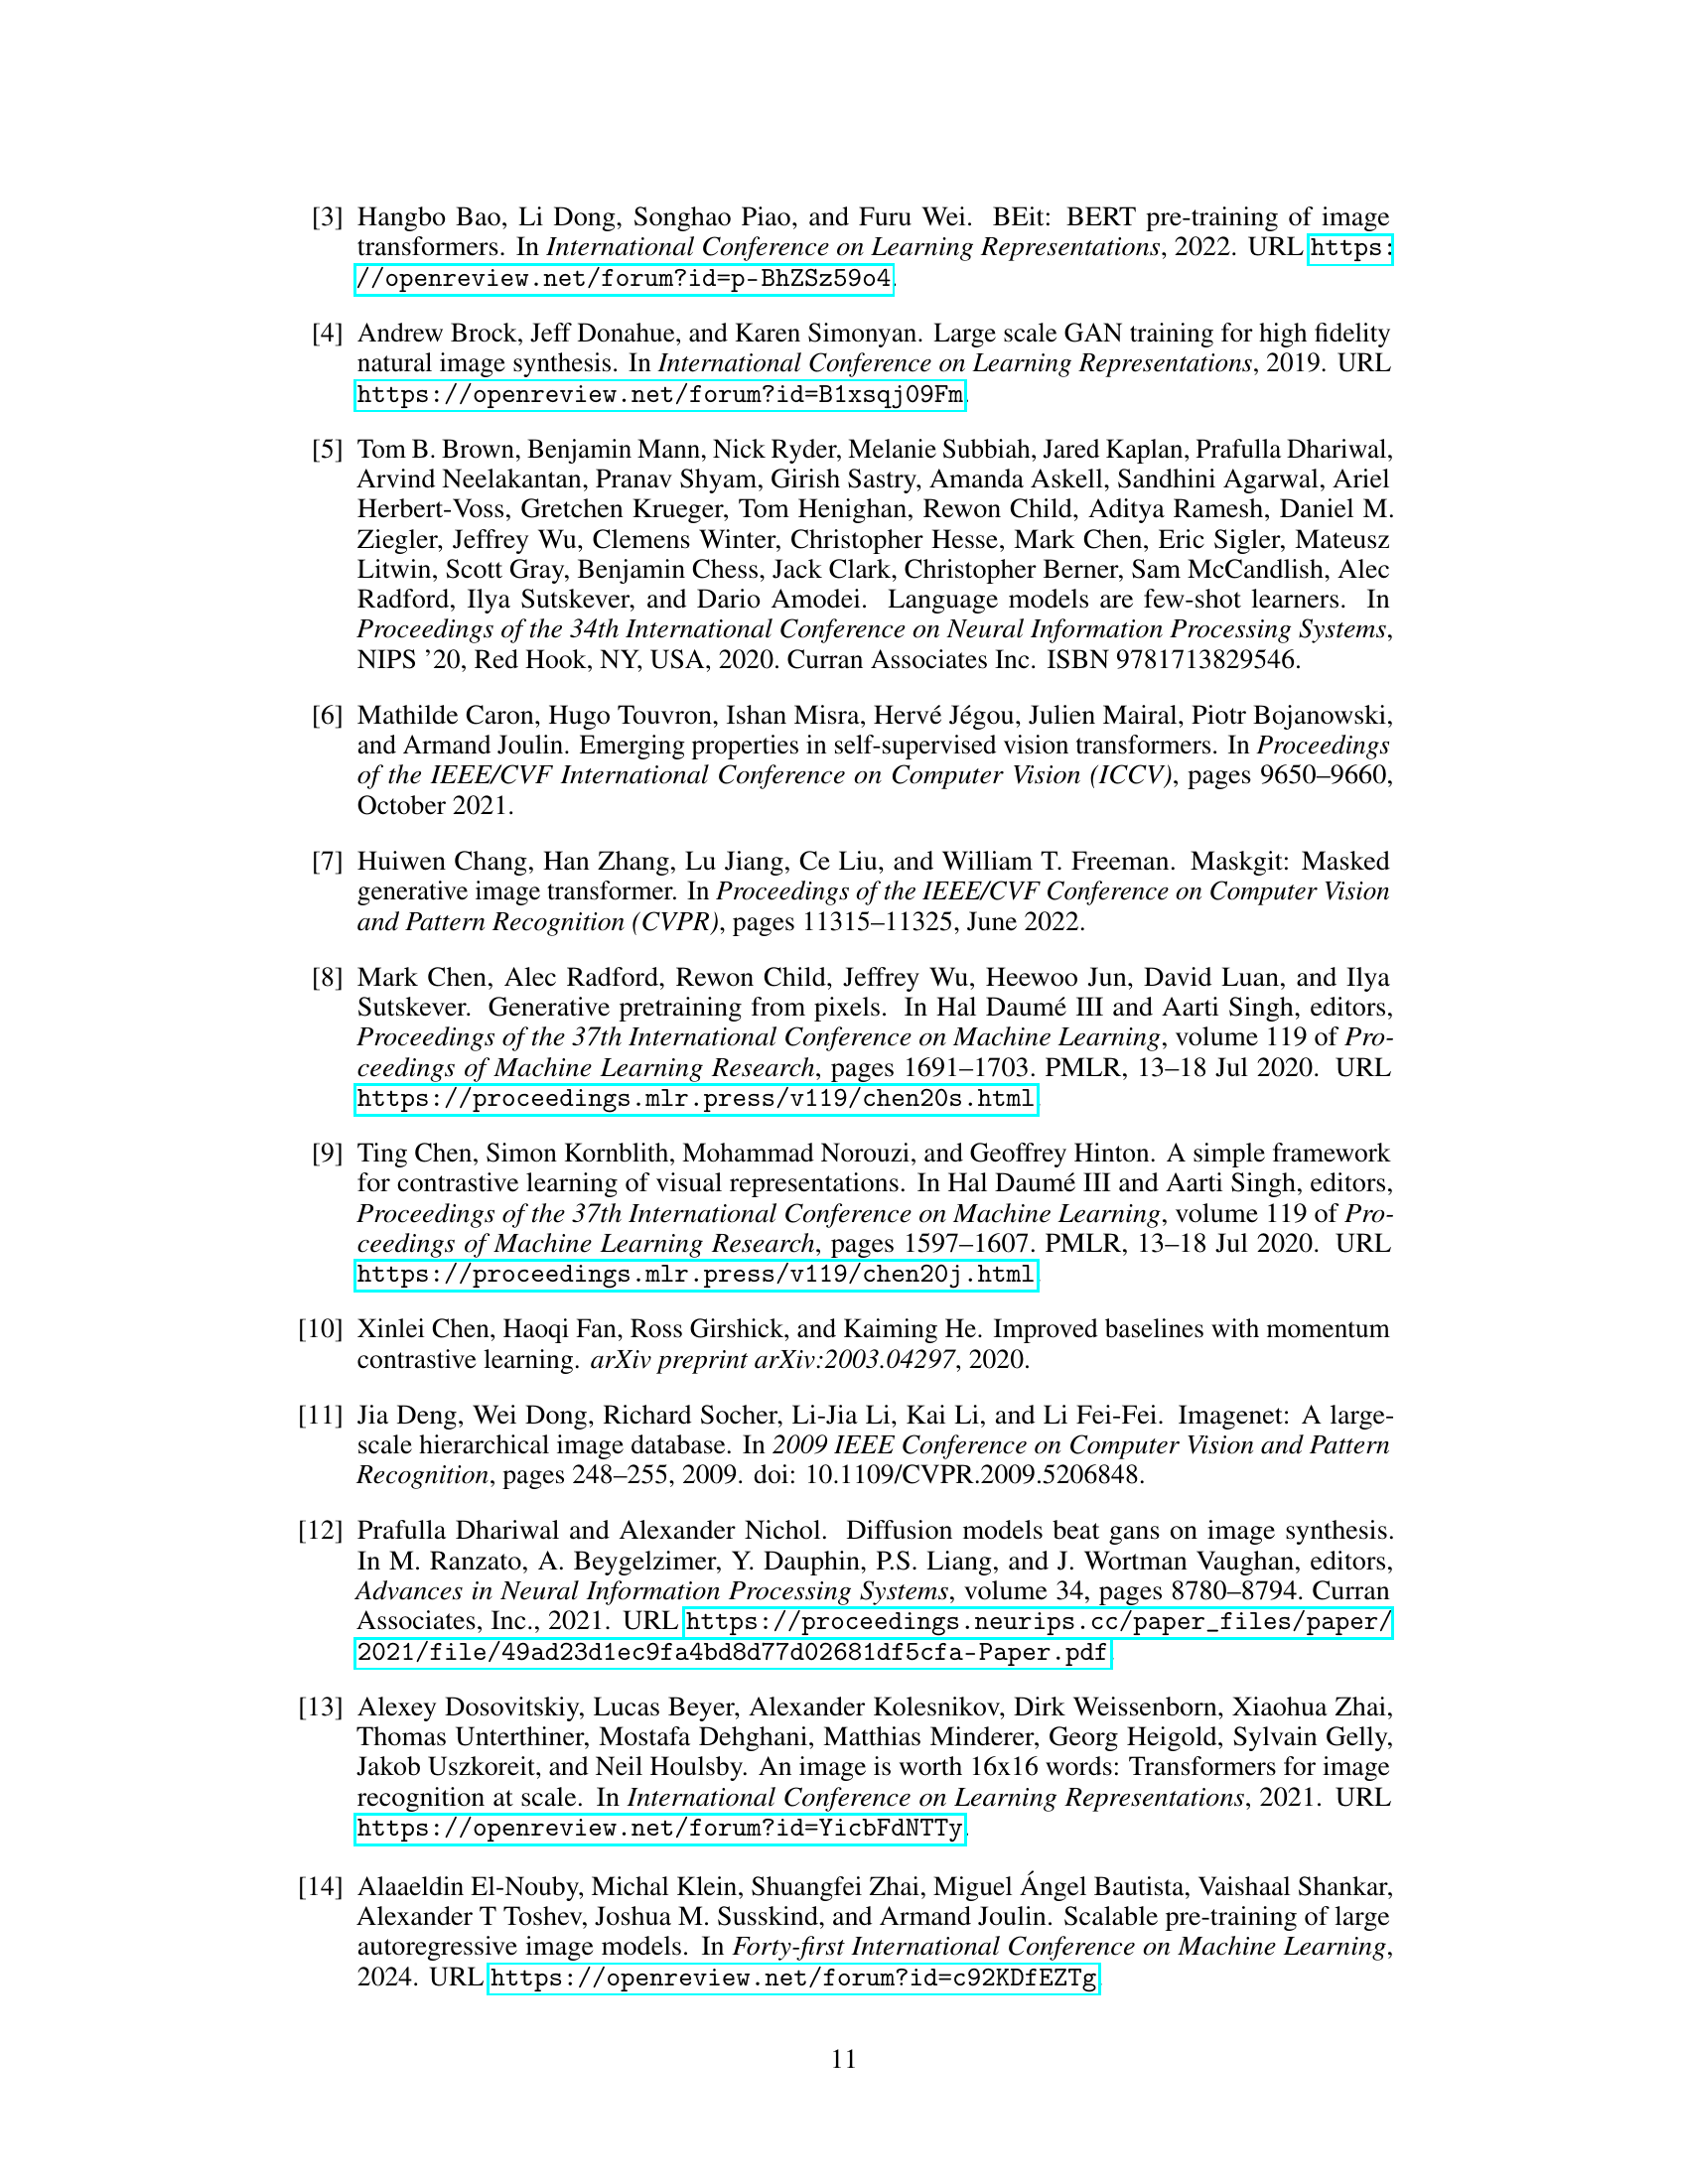 [3] Hangbo Bao, Li Dong, Songhao Piao, and Furu Wei. BEit: BERT pre-training of image
transformers. In International Conference on Learning Representations, 2022. URL https:
//openreview.net/forum?id=p-BhZSz59o4.
[4] Andrew Brock, Jeff Donahue, and Karen Simonyan. Large scale GAN training for high fidelity
natural image synthesis. In International Conference on Learning Representations, 2019. URL
https://openreview.net/forum?id=B1xsqj09Fm.
[5] Tom B. Brown, Benjamin Mann, Nick Ryder, Melanie Subbiah, Jared Kaplan, Prafulla Dhariwal,
Arvind Neelakantan, Pranav Shyam, Girish Sastry, Amanda Askell, Sandhini Agarwal, Ariel
Herbert-Voss, Gretchen Krueger, Tom Henighan, Rewon Child, Aditya Ramesh, Daniel M.
Ziegler, Jeffrey Wu, Clemens Winter, Christopher Hesse, Mark Chen, Eric Sigler, Mateusz
Litwin, Scott Gray, Benjamin Chess, Jack Clark, Christopher Berner, Sam McCandlish, Alec
Radford, Ilya Sutskever, and Dario Amodei. Language models are few-shot learners. In
Proceedings of the 34th International Conference on Neural Information Processing Systems,
NIPS ’20, Red Hook, NY, USA, 2020. Curran Associates Inc. ISBN 9781713829546.
[6] Mathilde Caron, Hugo Touvron, Ishan Misra, Hervé Jégou, Julien Mairal, Piotr Bojanowski,
and Armand Joulin. Emerging properties in self-supervised vision transformers. In Proceedings
of the IEEE/CVF International Conference on Computer Vision (ICCV), pages 9650–9660,
October 2021.
[7] Huiwen Chang, Han Zhang, Lu Jiang, Ce Liu, and William T. Freeman. Maskgit: Masked
generative image transformer. In Proceedings of the IEEE/CVF Conference on Computer Vision
and Pattern Recognition (CVPR), pages 11315–11325, June 2022.
[8] Mark Chen, Alec Radford, Rewon Child, Jeffrey Wu, Heewoo Jun, David Luan, and Ilya
Sutskever. Generative pretraining from pixels. In Hal Daumé III and Aarti Singh, editors,
Proceedings of the 37th International Conference on Machine Learning, volume 119 of Pro-
ceedings of Machine Learning Research, pages 1691–1703. PMLR, 13–18 Jul 2020. URL
https://proceedings.mlr.press/v119/chen20s.html.
[9] Ting Chen, Simon Kornblith, Mohammad Norouzi, and Geoffrey Hinton. A simple framework
for contrastive learning of visual representations. In Hal Daumé III and Aarti Singh, editors,
Proceedings of the 37th International Conference on Machine Learning, volume 119 of Pro-
ceedings of Machine Learning Research, pages 1597–1607. PMLR, 13–18 Jul 2020. URL
https://proceedings.mlr.press/v119/chen20j.html.
[10] Xinlei Chen, Haoqi Fan, Ross Girshick, and Kaiming He. Improved baselines with momentum
contrastive learning. arXiv preprint arXiv:2003.04297, 2020.
[11] Jia Deng, Wei Dong, Richard Socher, Li-Jia Li, Kai Li, and Li Fei-Fei. Imagenet: A large-
scale hierarchical image database. In 2009 IEEE Conference on Computer Vision and Pattern
Recognition, pages 248–255, 2009. doi: 10.1109/CVPR.2009.5206848.
[12] Prafulla Dhariwal and Alexander Nichol. Diffusion models beat gans on image synthesis.
In M. Ranzato, A. Beygelzimer, Y. Dauphin, P.S. Liang, and J. Wortman Vaughan, editors,
Advances in Neural Information Processing Systems, volume 34, pages 8780–8794. Curran
Associates, Inc., 2021. URL https://proceedings.neurips.cc/paper_files/paper/
2021/file/49ad23d1ec9fa4bd8d77d02681df5cfa-Paper.pdf.
[13] Alexey Dosovitskiy, Lucas Beyer, Alexander Kolesnikov, Dirk Weissenborn, Xiaohua Zhai,
Thomas Unterthiner, Mostafa Dehghani, Matthias Minderer, Georg Heigold, Sylvain Gelly,
Jakob Uszkoreit, and Neil Houlsby. An image is worth 16x16 words: Transformers for image
recognition at scale. In International Conference on Learning Representations, 2021. URL
https://openreview.net/forum?id=YicbFdNTTy.
[14] Alaaeldin El-Nouby, Michal Klein, Shuangfei Zhai, Miguel Ángel Bautista, Vaishaal Shankar,
Alexander T Toshev, Joshua M. Susskind, and Armand Joulin. Scalable pre-training of large
autoregressive image models. In Forty-first International Conference on Machine Learning,
2024. URL https://openreview.net/forum?id=c92KDfEZTg.
11